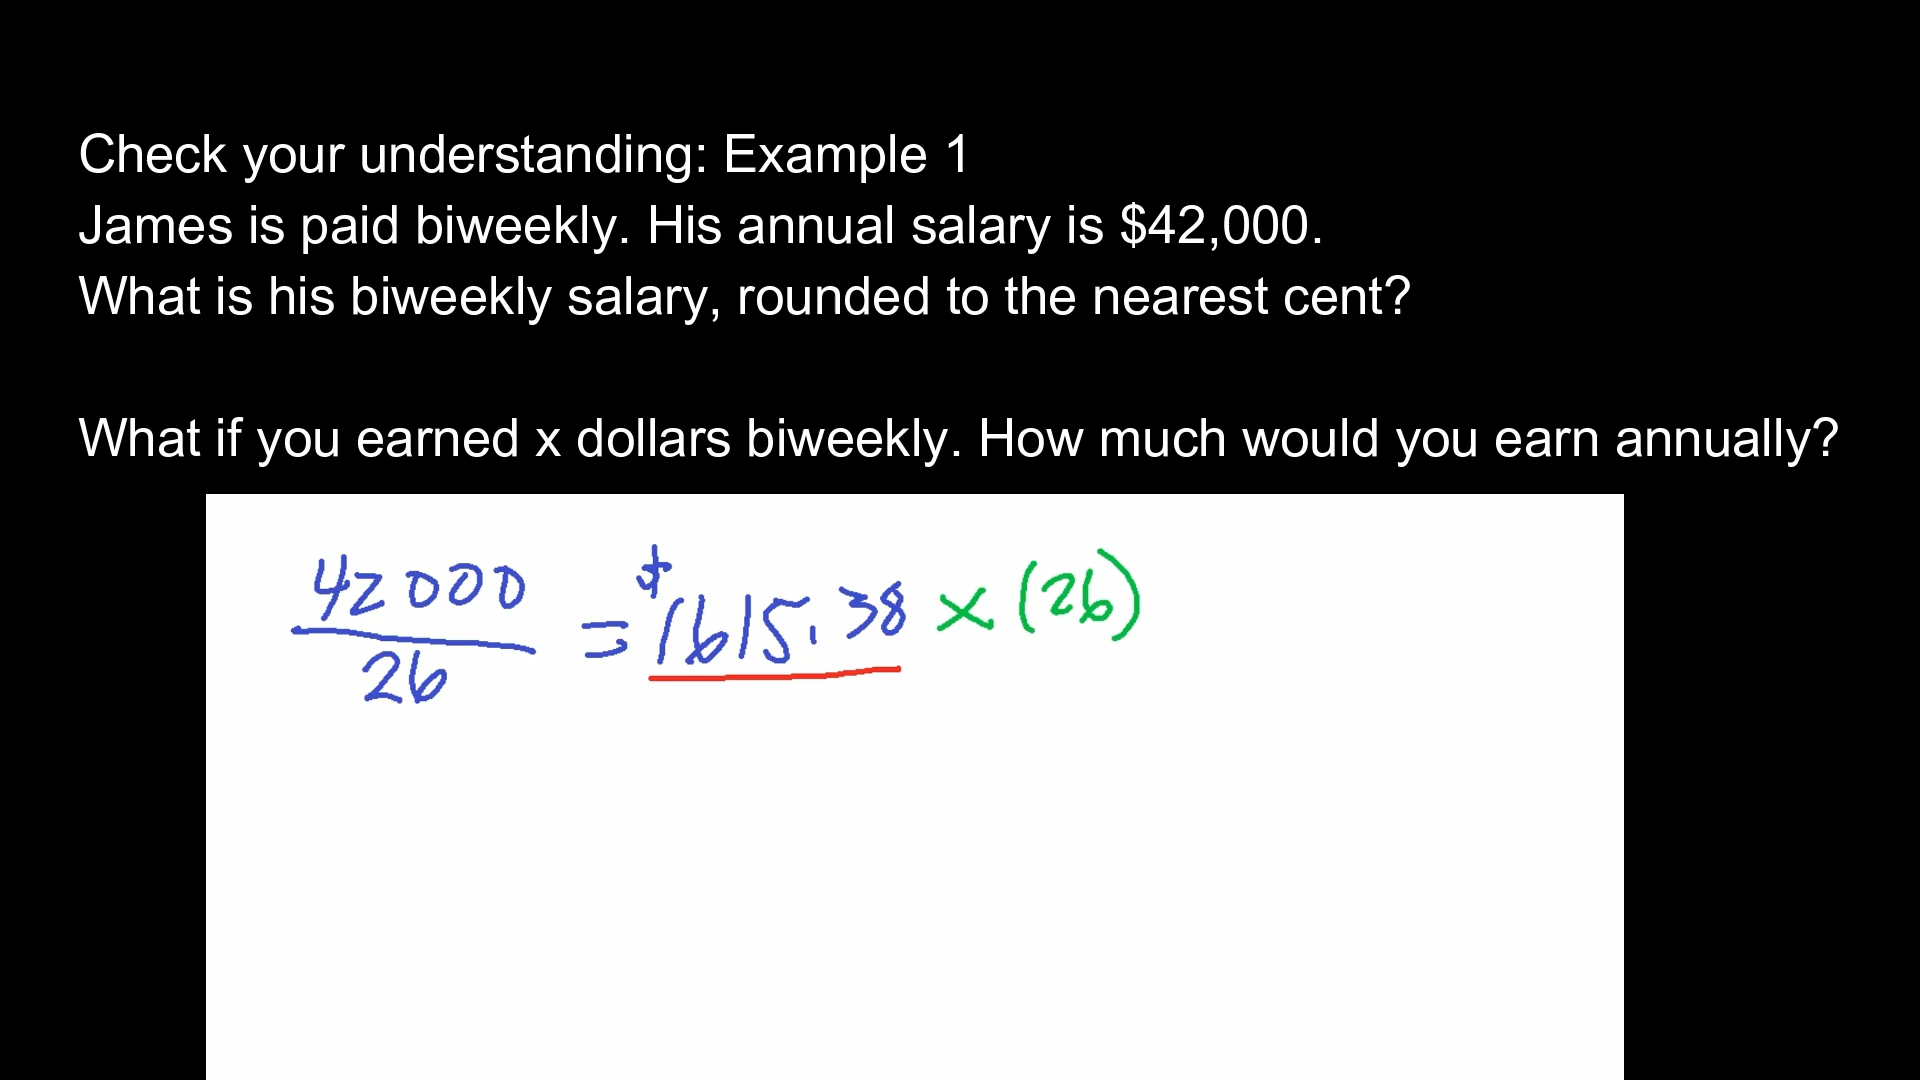 Check your understanding: Example 1
James is paid biweekly. His annual salary is $42,000.
What is his biweekly salary, rounded to the nearest cent?
What if you earned x dollars biweekly. How much would you earn annually?
42000
26
= $1615.38 x (26)